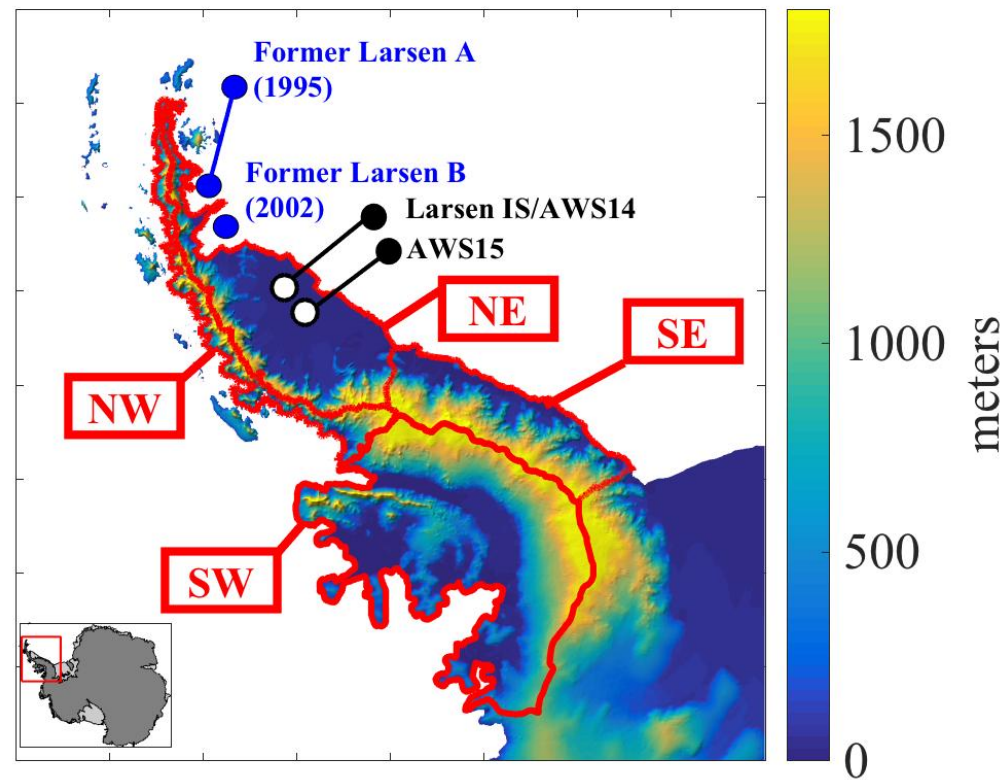 Former Larsen A
(1995)
Former Larsen B
(2002)
Larsen IS/AWS14
AWS15
NE
SE
NW
SW
1500
1000
500
0
meters